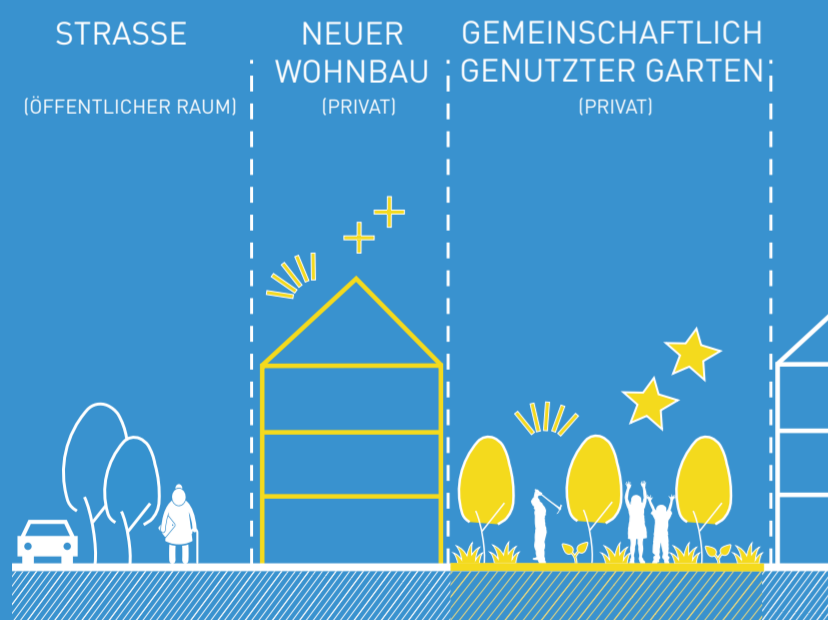 STRASSE
(ÖFFENTLICHER RAUM)
NEUER
WOHNBAU
(PRIVAT)
GEMEINSCHAFTLICH
GENUTZTER GARTEN
(PRIVAT)